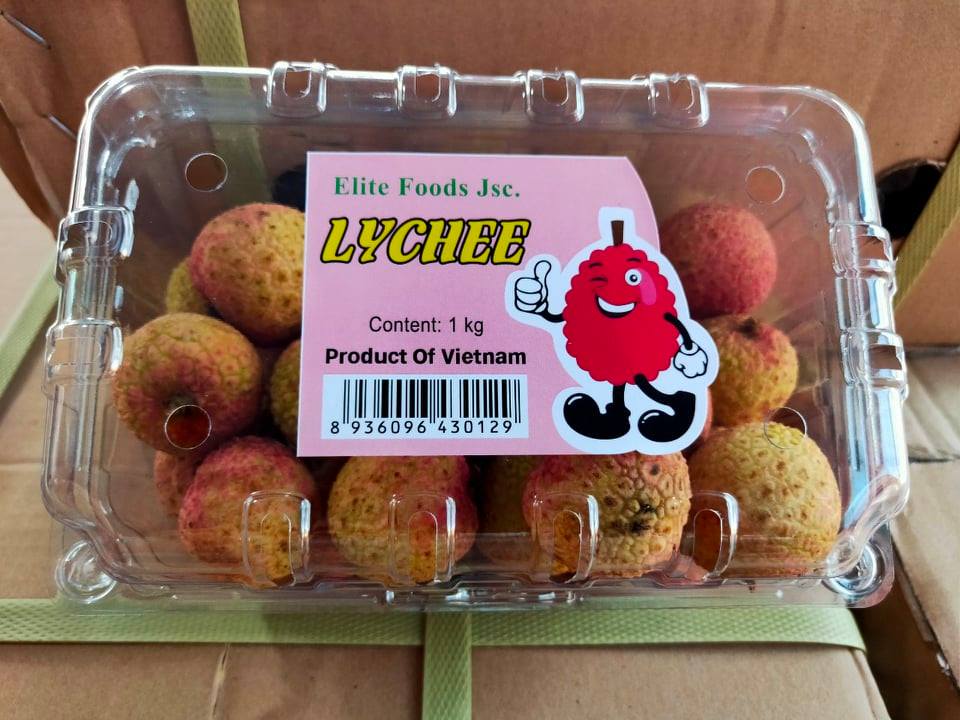 Elite Foods Jsc.
LYCHEE
Content: 1 kg
Product Of Vietnam
8 936096 430129